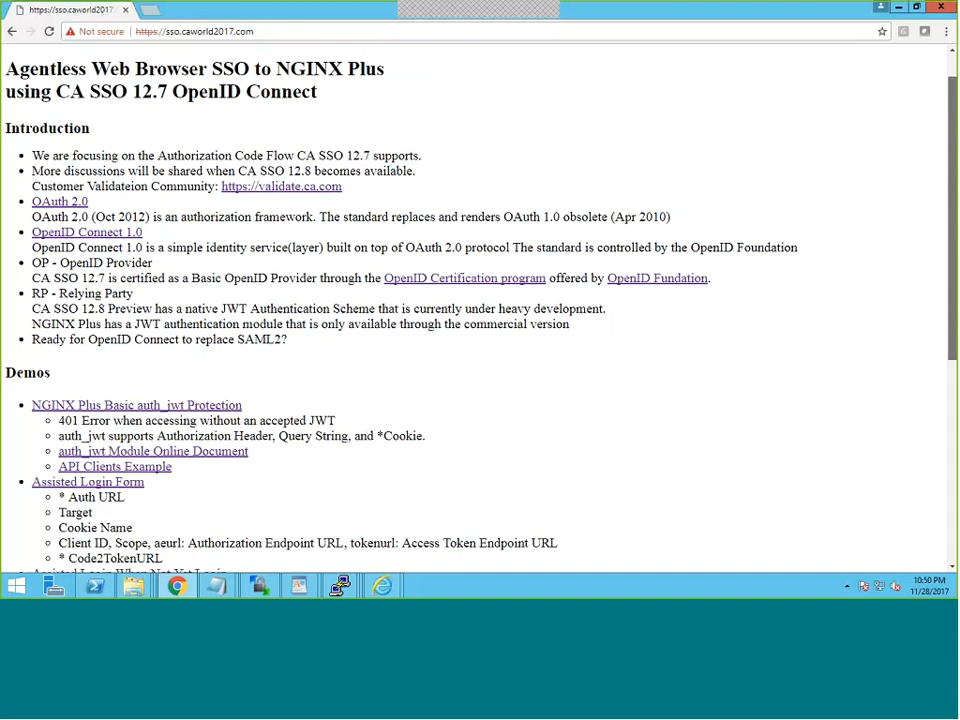 https://sso.caworld2017.
Not secure | https://sso.caworld2017.com
Agentless Web Browser SSO to NGINX Plus
using CA SSO 12.7 OpenID Connect
Introduction
We are focusing on the Authorization Code Flow CA SSO 12.7 supports.
More discussions will be shared when CA SSO 12.8 becomes available.
Customer Validateion Community: https://validate.ca.com
OAuth 2.0
OAuth 2.0 (Oct 2012) is an authorization framework. The standard replaces and renders OAuth 1.0 obsolete (Apr 2010)
OpenID Connect 1.0
OpenID Connect 1.0 is a simple identity service(layer) built on top of OAuth 2.0 protocol The standard is controlled by the OpenID Foundation
OP - OpenID Provider
CA SSO 12.7 is certified as a Basic OpenID Provider through the OpenID Certification program offered by OpenID Fundation.
RP - Relying Party
CA SSO 12.8 Preview has a native JWT Authentication Scheme that is currently under heavy development.
NGINX Plus has a JWT authentication module that is only available through the commercial version
Ready for OpenID Connect to replace SAML2?
Demos
NGINX Plus Basic auth_jwt Protection
401 Error when accessing without an accepted JWT
auth_jwt supports Authorization Header, Query String, and *Cookie.
auth_jwt Module Online Document
API Clients Example
Assisted Login Form
* Auth URL
Target
Cookie Name
Client ID, Scope, aeurl: Authorization Endpoint URL, tokenurl: Access Token Endpoint URL
* Code2TokenURL
10:50 PM
11/28/2017